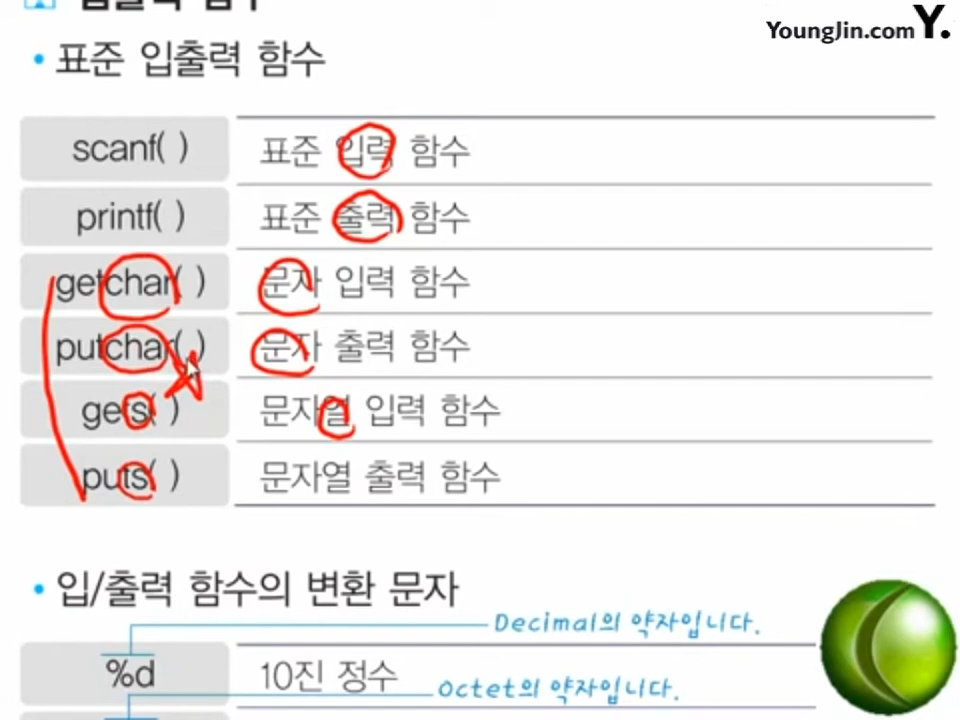 YoungJin.com Y.
• 표준 입출력 함수
scanf( ) 표준 입력 함수
printf( ) 표준 출력 함수
getchar( ) 문자 입력 함수
putchar( ) 문자 출력 함수
gets( ) 문자열 입력 함수
puts( ) 문자열 출력 함수
• 입/출력 함수의 변환 문자
Decimal의 약자입니다.
%d 10진 정수
Octet의 약자입니다.